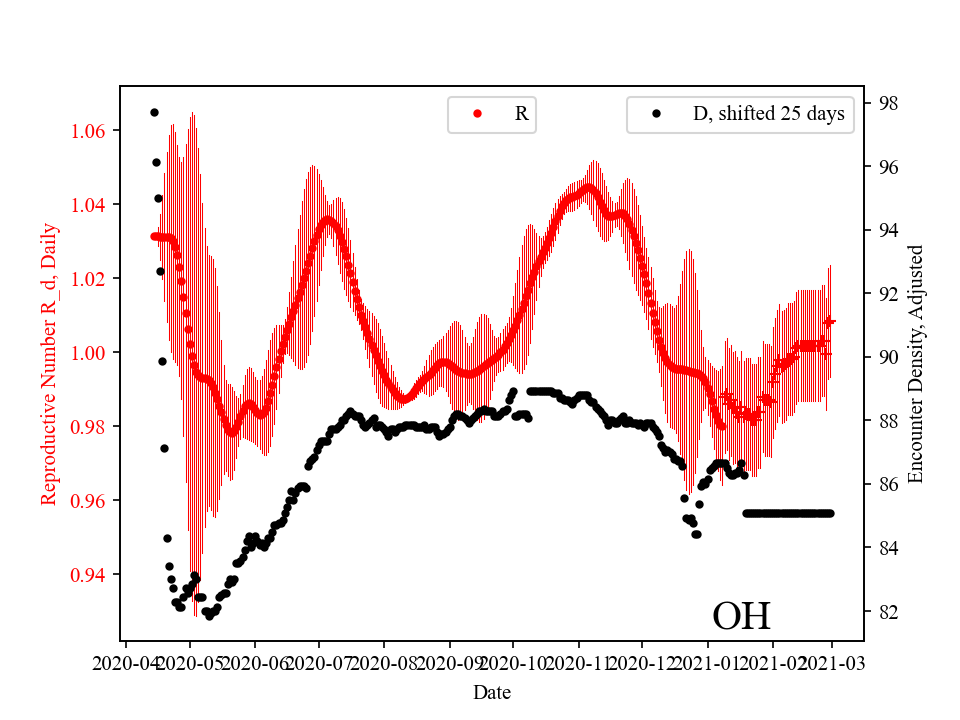 R
D, shifted 25 days
1.06
1.04
1.02
1.00
0.98
0.96
0.94
Reproductive Number R_d, Daily
98
96
94
92
90
88
86
84
82
Encounter Density, Adjusted
OH
2020-04 2020-05 2020-06 2020-07 2020-08 2020-09 2020-10 2020-11 2020-12 2021-01 2021-02 2021-03
Date